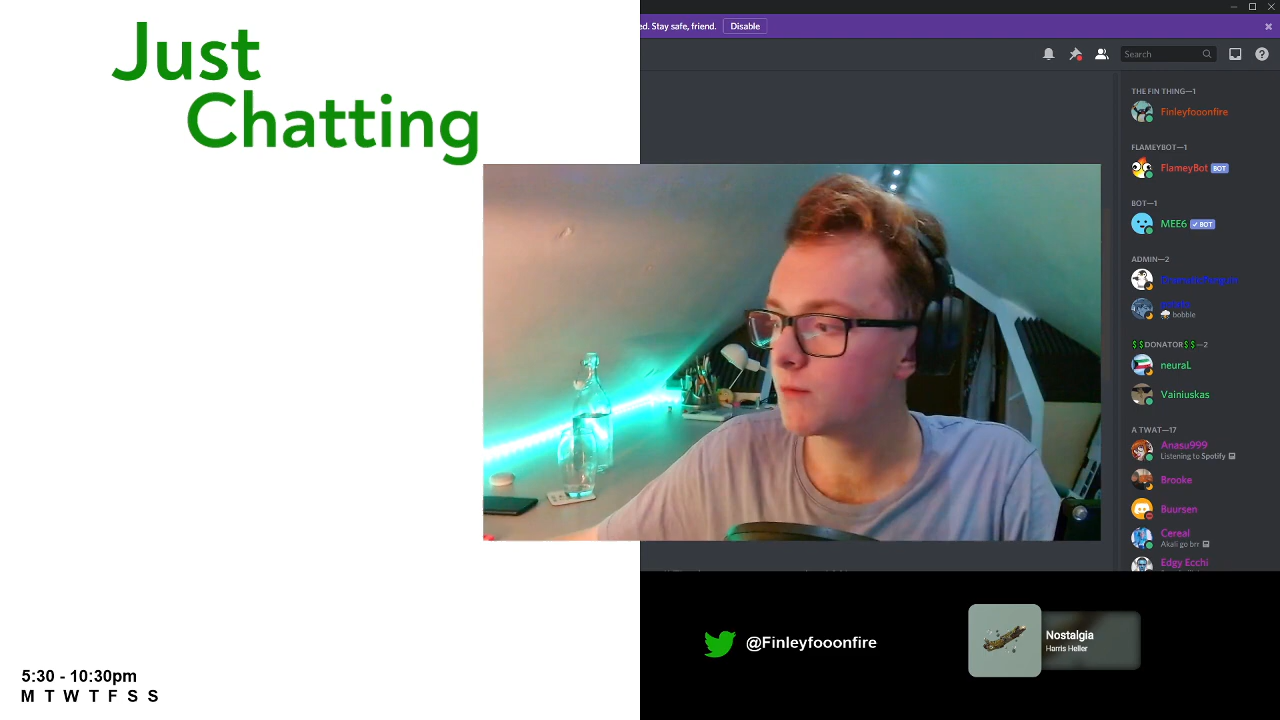 Just
Chatting
ed. Stay safe, friend. Disable
Search
THE FIN THING—1
Finleyfooonfire
FLAMEYBOT—1
FlameyBot BOT
BOT—1
MEE6 ✓BOT
ADMIN—2
bobble
$$DONATOR$$—2
neuraL
Vainiuskas
A TWAT—17
Anasu999
Listening to Spotify
Brooke
Buursen
Cereal
Akali go brr
Edgy Ecchi
@Finleyfooonfire
Nostalgia
Harris Heller
5:30 - 10:30pm
M T W T F S S